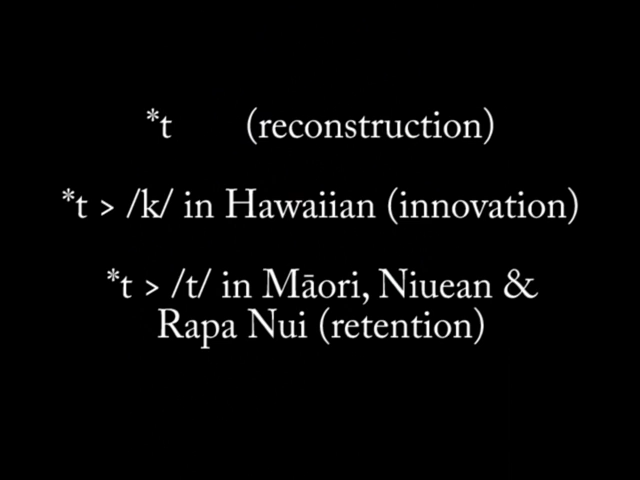 *t (reconstruction)
*t > /k/ in Hawaiian (innovation)
*t > /t/ in Māori, Niuean &
Rapa Nui (retention)